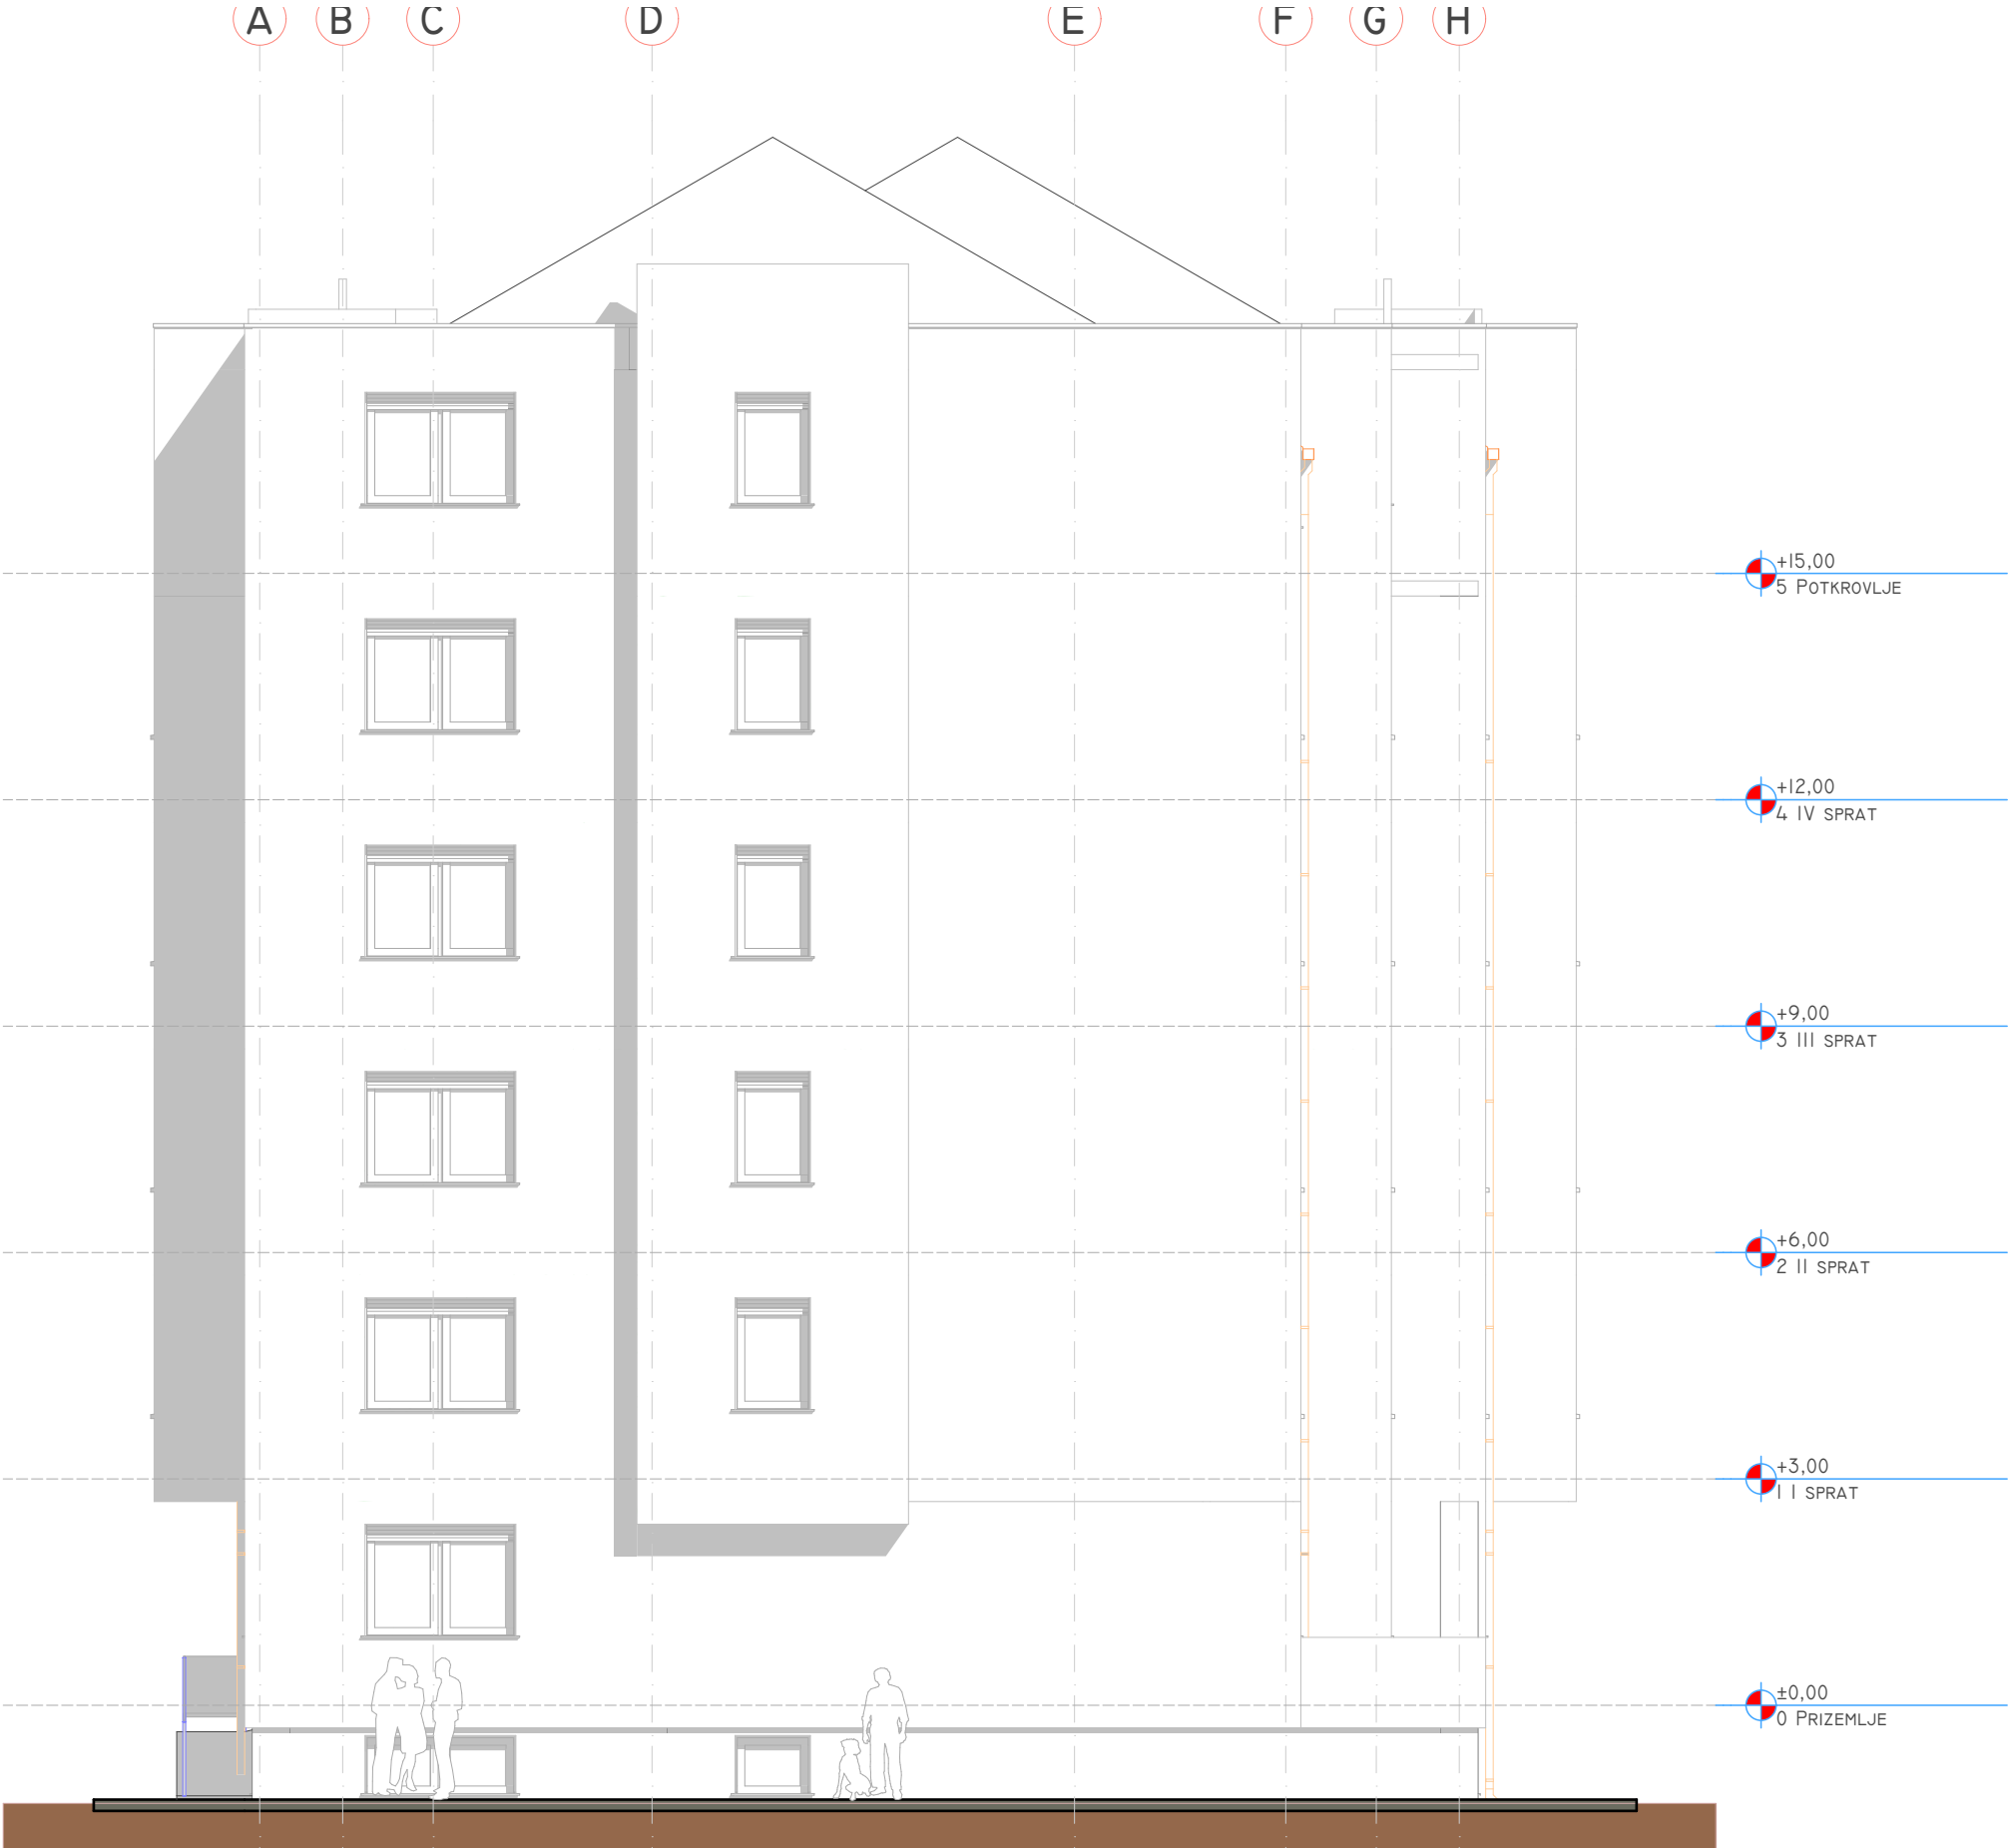 A B C D E F G H
+15,00
5 POTKROVLJE
+12,00
4 IV SPRAT
+9,00
3 III SPRAT
+6,00
2 II SPRAT
+3,00
1 I SPRAT
±0,00
0 PRIZEMLJE